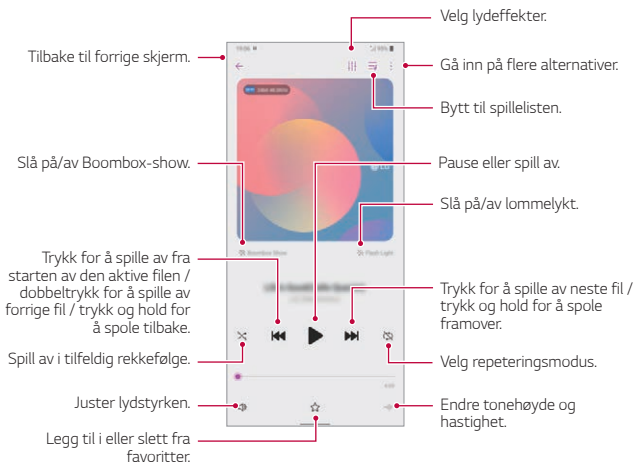 Velg lydeffekter.
Tilbake til forrige skjerm.
Gå inn på flere alternativer.
Bytt til spillelisten.
Slå på/av Boombox-show.
Pause eller spill av.
Slå på/av lommelykt.
Boombox Show
Flash Light
Trykk for å spille av fra
starten av den aktive filen /
dobbeltrykk for å spille av
forrige fil / trykk og hold for
å spole tilbake.
Trykk for å spille av neste fil /
trykk og hold for å spole
framover.
Spill av i tilfeldig rekkefølge.
Velg repeteringsmodus.
Juster lydstyrken.
Endre tonehøyde og
hastighet.
Legg til i eller slett fra
favoritter.